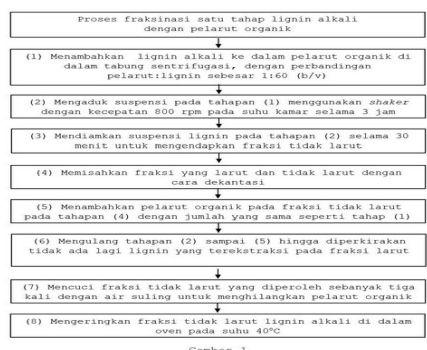 Proses fraksinasi satu tahap lignin alkali
dengan pelarut organik
(1) Menambahkan lignin alkali ke dalam pelarut organik di
dalam tabung sentrifugasi, dengan perbandingan
pelarut:lignin sebesar 1:60 (b/v)
(2) Mengaduk suspensi pada tahapan (1) menggunakan shaker
dengan kecepatan 800 rpm pada suhu kamar selama 3 jam
(3) Mendiamkan suspensi lignin pada tahapan (2) selama 30
menit untuk mengendapkan fraksi tidak larut
(4) Memisahkan fraksi yang larut dan tidak larut dengan
cara dekantasi
(5) Menambahkan pelarut organik pada fraksi tidak larut
pada tahapan (4) dengan jumlah yang sama seperti tahap (1)
(6) Mengulang tahapan (2) sampai (5) hingga diperkirakan
tidak ada lagi lignin yang terekstraksi pada fraksi larut
(7) Mencuci fraksi tidak larut yang diperoleh sebanyak tiga
kali dengan air suling untuk menghilangkan pelarut organik
(8) Mengeringkan fraksi tidak larut lignin alkali di dalam
oven pada suhu 40°C
Gambar 1